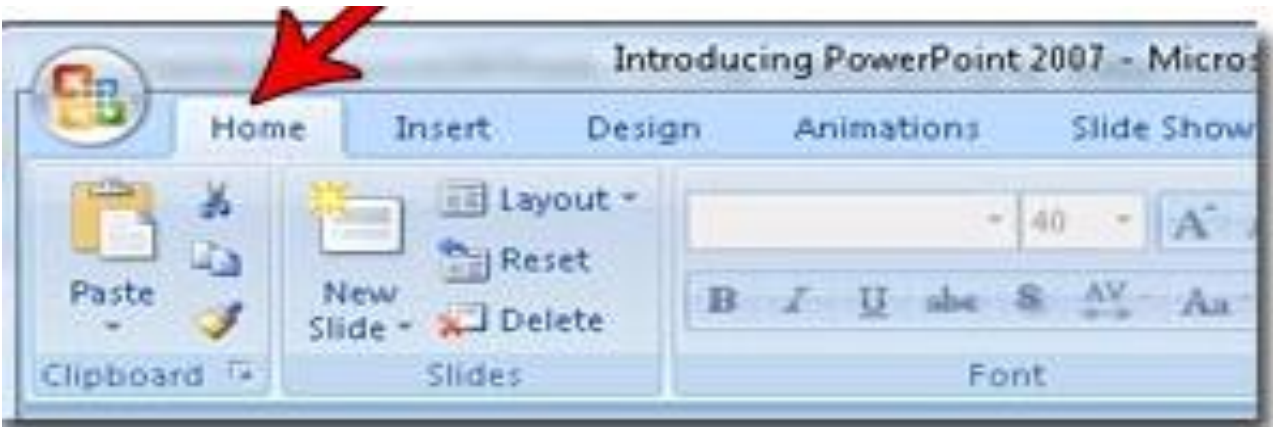 Introducing PowerPoint 2007 - Micros
Home Insert Design Animations Slide Show
Layout
40 A
Reset
Paste New Slide
B I U abc S AV Aa
Delete
Clipboard Slides Font